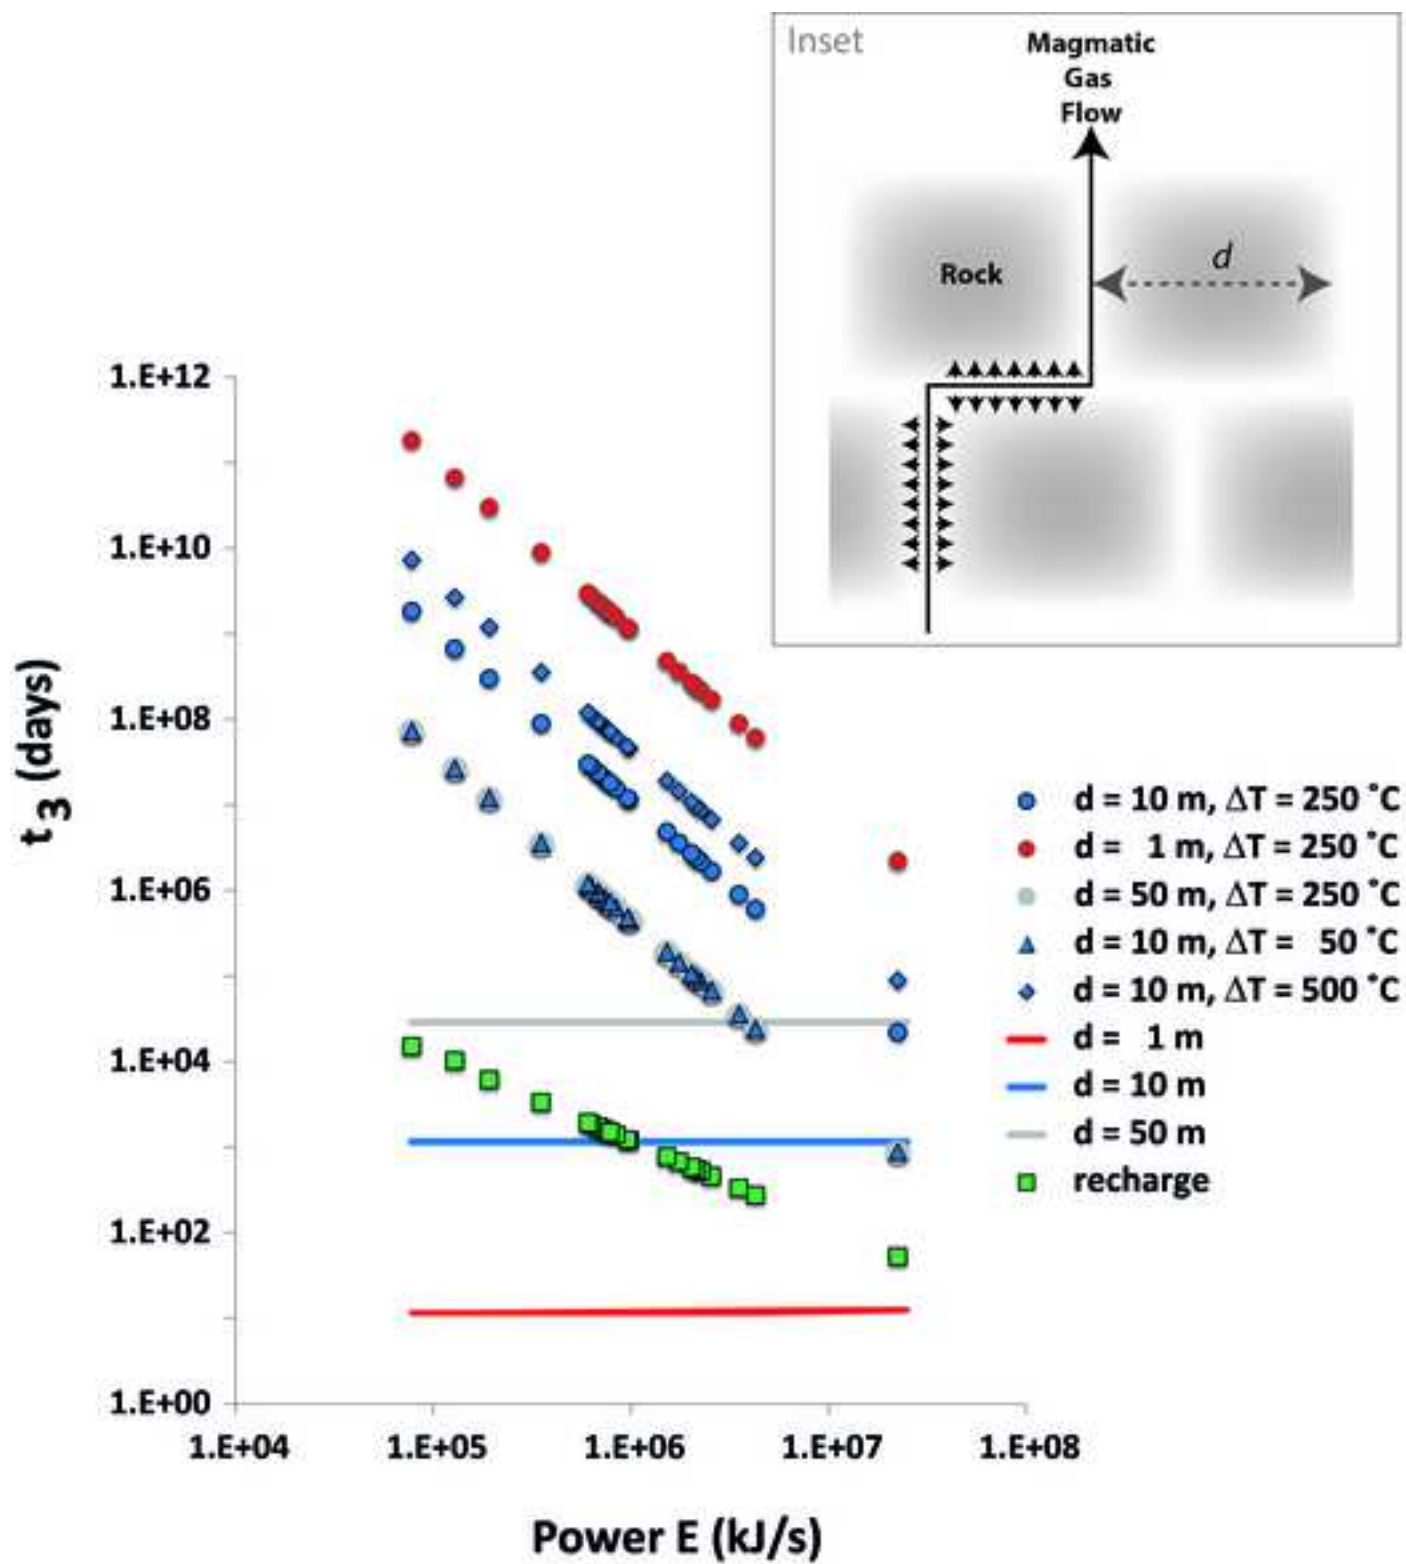 Inset
Magmatic
Gas
Flow
Rock
d
t3 (days)
1.E+12
1.E+10
1.E+08
1.E+06
1.E+04
1.E+02
1.E+00
1.E+04
1.E+05
1.E+06
1.E+07
1.E+08
Power E (kJ/s)
d = 10 m, ΔT = 250 ˚C
d = 1 m, ΔT = 250 ˚C
d = 50 m, ΔT = 250 ˚C
d = 10 m, ΔT = 50 ˚C
d = 10 m, ΔT = 500 ˚C
d = 1 m
d = 10 m
d = 50 m
recharge